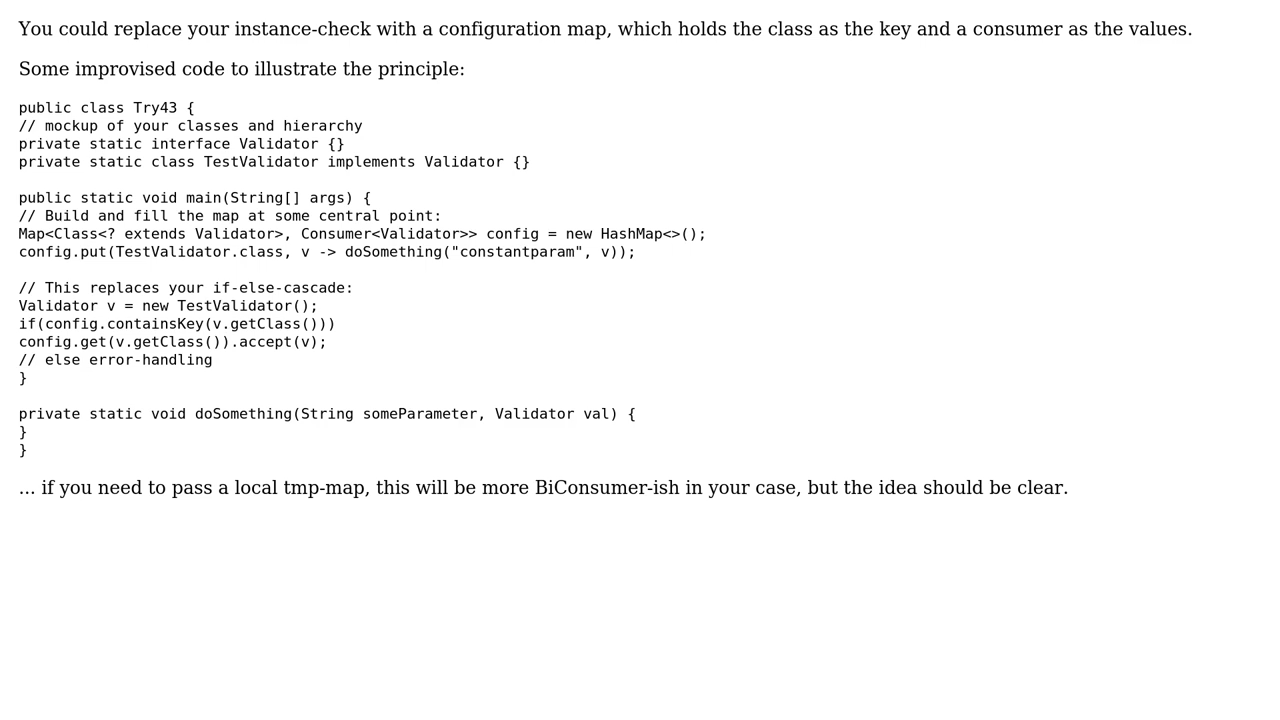 You could replace your instance-check with a configuration map, which holds the class as the key and a consumer as the values.
Some improvised code to illustrate the principle:
public class Try43 {
// mockup of your classes and hierarchy
private static interface Validator {}
private static class TestValidator implements Validator {}
public static void main(String[] args) {
// Build and fill the map at some central point:
Map<Class<? extends Validator>, Consumer<Validator>> config = new HashMap<>();
config.put(TestValidator.class, v -> doSomething("constantparam", v));
// This replaces your if-else-cascade:
Validator v = new TestValidator();
if(config.containsKey(v.getClass()))
config.get(v.getClass()).accept(v);
// else error-handling
}
private static void doSomething(String someParameter, Validator val) {
}
}
... if you need to pass a local tmp-map, this will be more BiConsumer-ish in your case, but the idea should be clear.